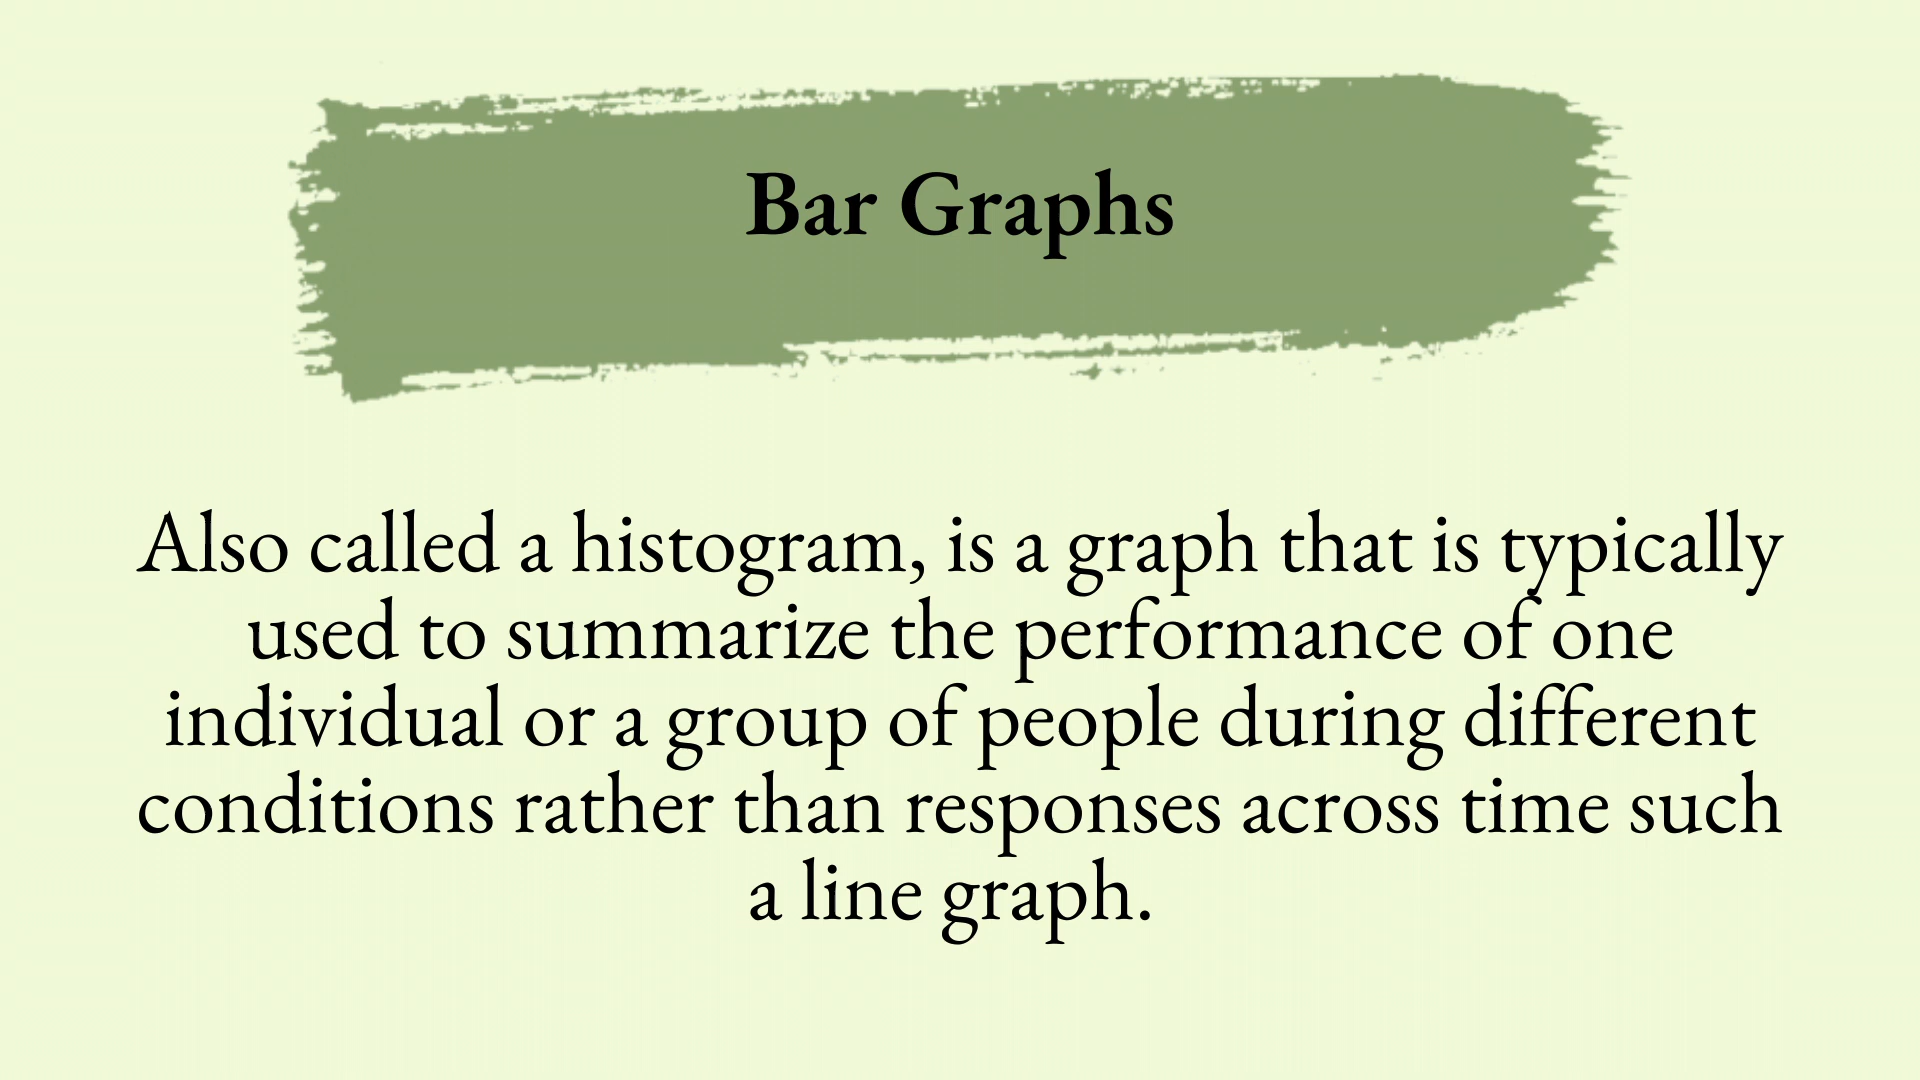 Bar Graphs
Also called a histogram, is a graph that is typically
used to summarize the performance of one
individual or a group of people during different
conditions rather than responses across time such
a line graph.